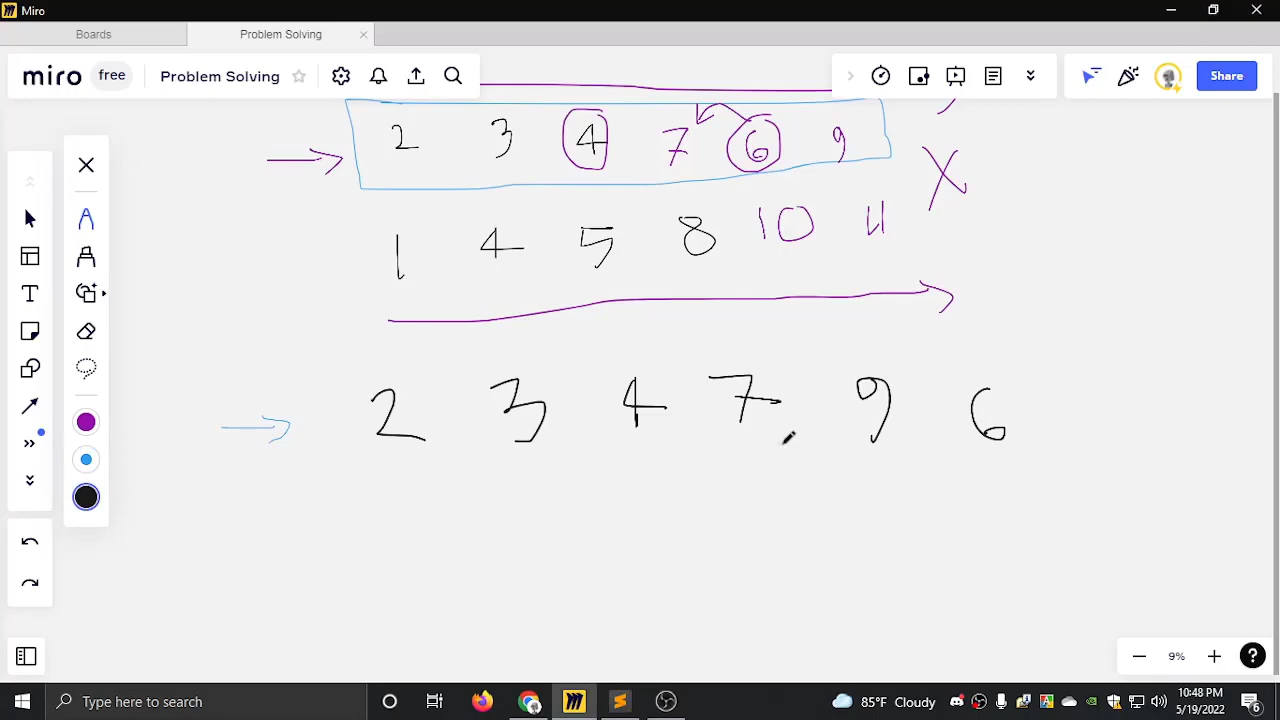 Miro
Boards
Problem Solving
miro
free
Problem Solving
Share
2 3 4 7 6 9
X
1 4 5 8 10 11
2 3 4 7 9 6
9%
?
Type here to search
85°F Cloudy
10:48 PM
5/19/2022
6